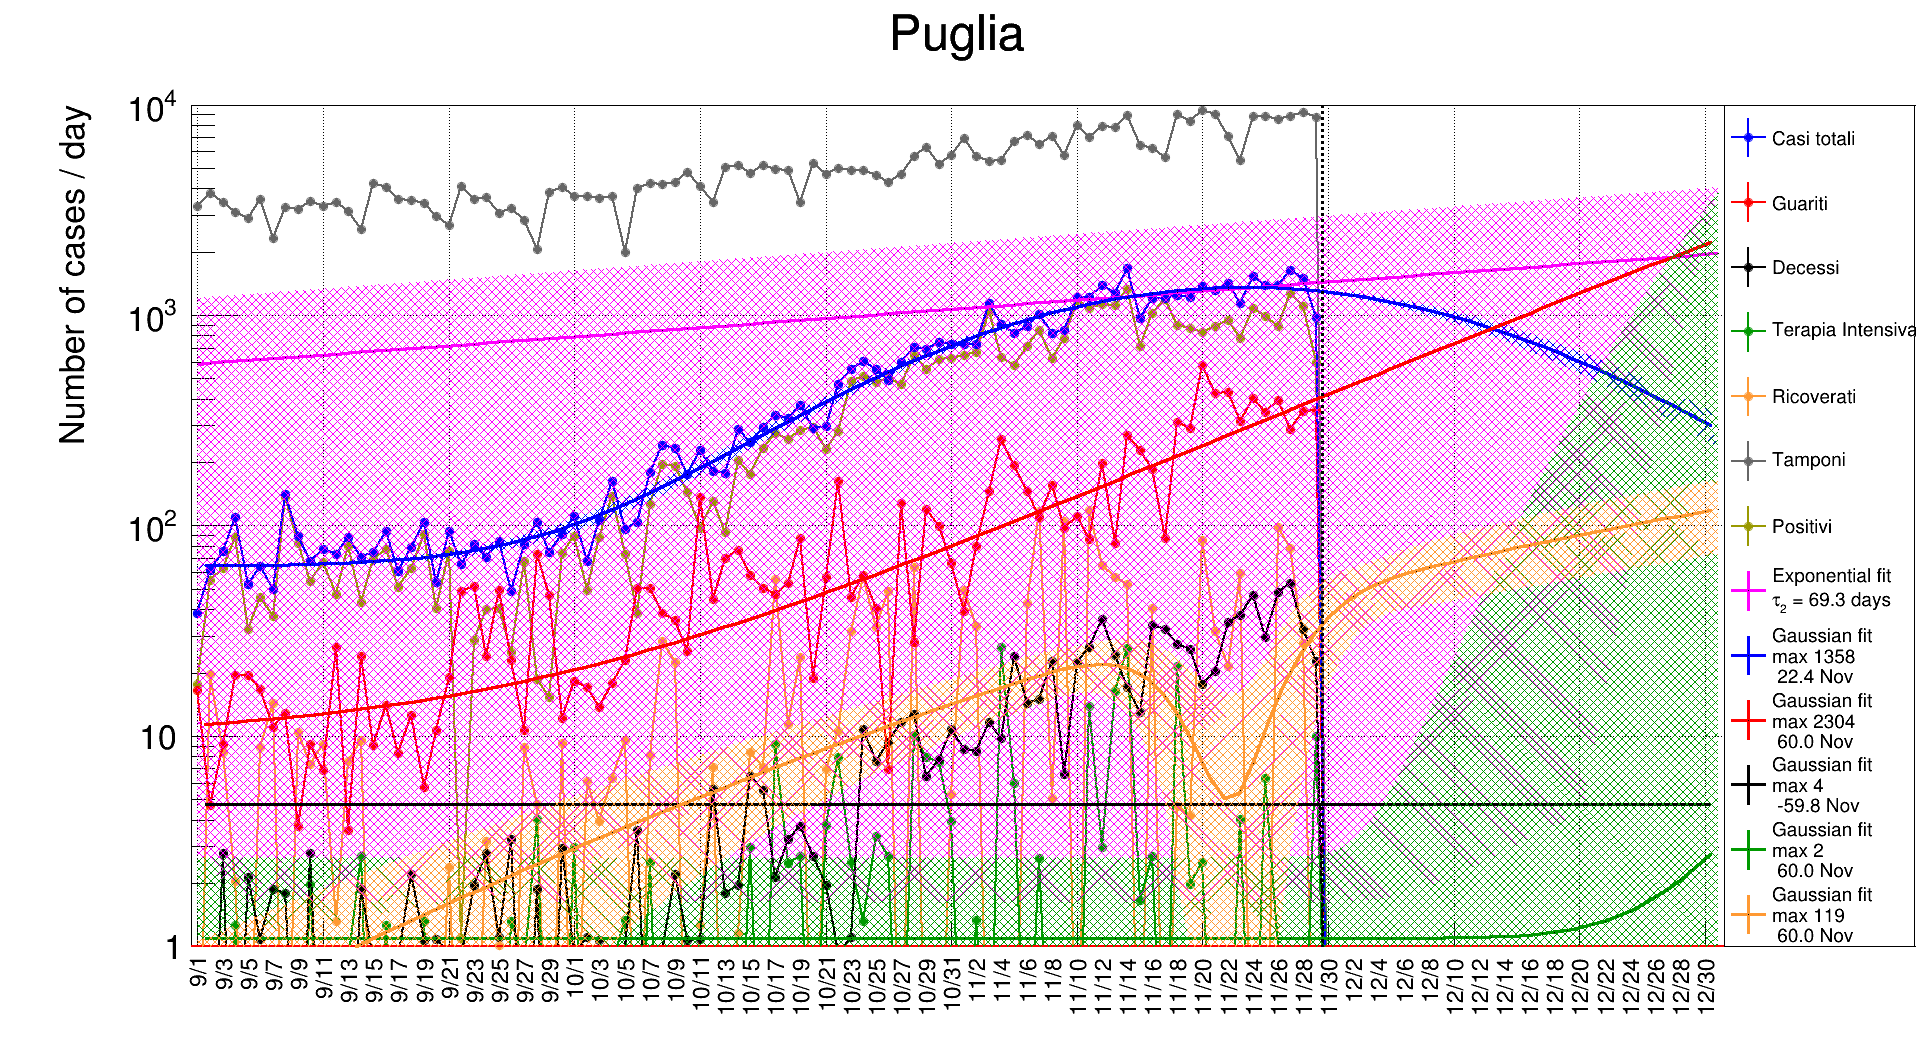 Puglia
Number of cases / day
10^4
10^3
10^2
10
1
9/1
9/3
9/5
9/7
9/9
9/11
9/13
9/15
9/17
9/19
9/21
9/23
9/25
9/27
9/29
10/1
10/3
10/5
10/7
10/9
10/11
10/13
10/15
10/17
10/19
10/21
10/23
10/25
10/27
10/29
10/31
11/2
11/4
11/6
11/8
11/10
11/12
11/14
11/16
11/18
11/20
11/22
11/24
11/26
11/28
11/30
12/2
12/4
12/6
12/8
12/10
12/12
12/14
12/16
12/18
12/20
12/22
12/24
12/26
12/28
12/30
Casi totali
Guariti
Decessi
Terapia Intensiva
Ricoverati
Tamponi
Positivi
Exponential fit
τ2 = 69.3 days
Gaussian fit
max 1358
22.4 Nov
Gaussian fit
max 2304
60.0 Nov
Gaussian fit
max 4
-59.8 Nov
Gaussian fit
max 2
60.0 Nov
Gaussian fit
max 119
60.0 Nov